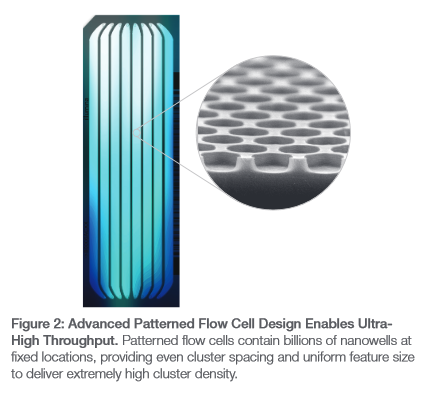 Figure 2: Advanced Patterned Flow Cell Design Enables Ultra-
High Throughput. Patterned flow cells contain billions of nanowells at
fixed locations, providing even cluster spacing and uniform feature size
to deliver extremely high cluster density.